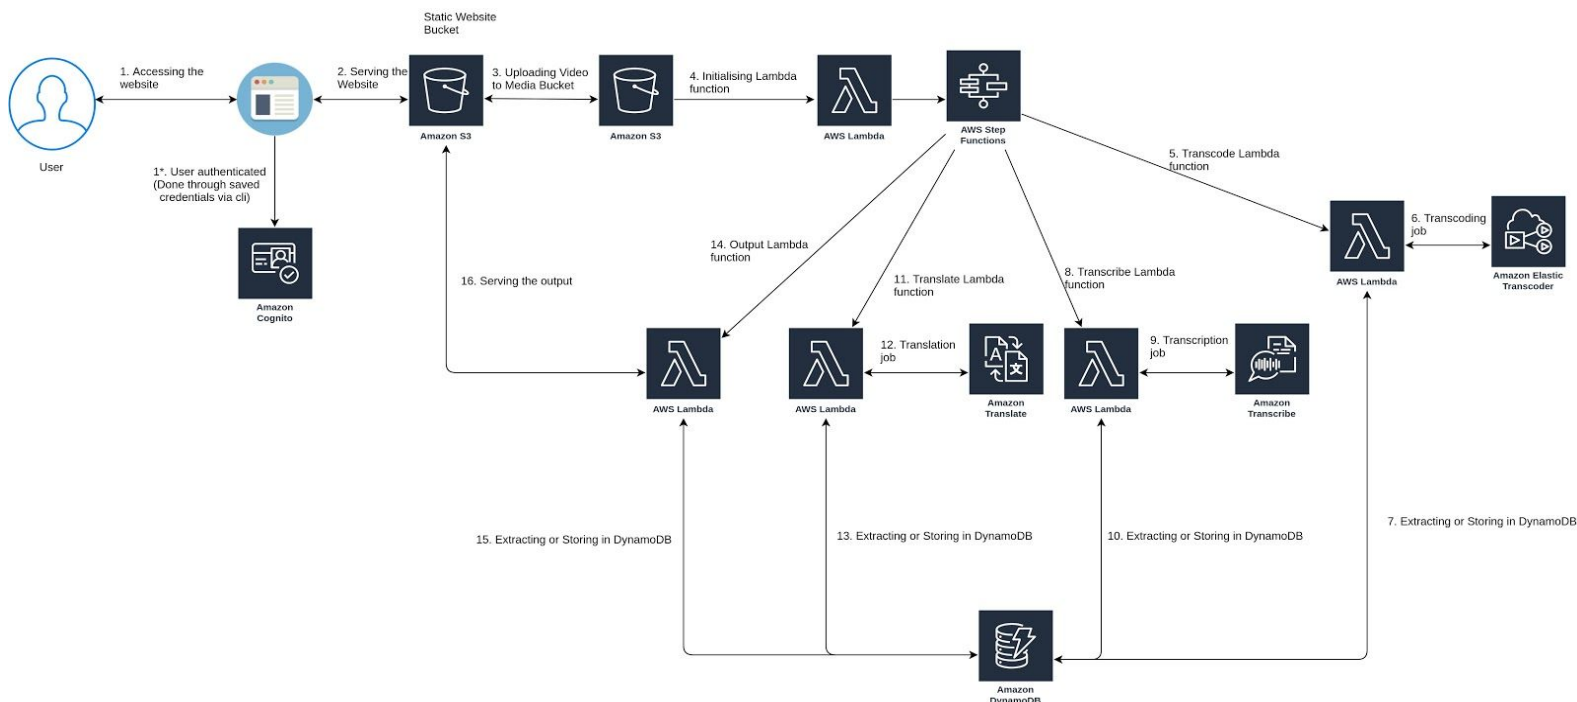 Static Website
Bucket
1. Accessing the
website
2. Serving the
Website
3. Uploading Video
to Media Bucket
4. Initialising Lambda
function
Amazon S3
Amazon S3
AWS Lambda
AWS Step
Functions
User
1*. User authenticated
(Done through saved
credentials via cli)
5. Transcode Lambda
function
6. Transcoding
job
AWS Lambda
Amazon Elastic
Transcoder
Amazon
Cognito
14. Output Lambda
function
16. Serving the output
11. Translate Lambda
function
8. Transcribe Lambda
function
12. Translation
job
9. Transcription
job
AWS Lambda
AWS Lambda
Amazon
Translate
AWS Lambda
Amazon
Transcribe
15. Extracting or Storing in DynamoDB
13. Extracting or Storing in DynamoDB
10. Extracting or Storing in DynamoDB
7. Extracting or Storing in DynamoDB
Amazon
DynamoDB